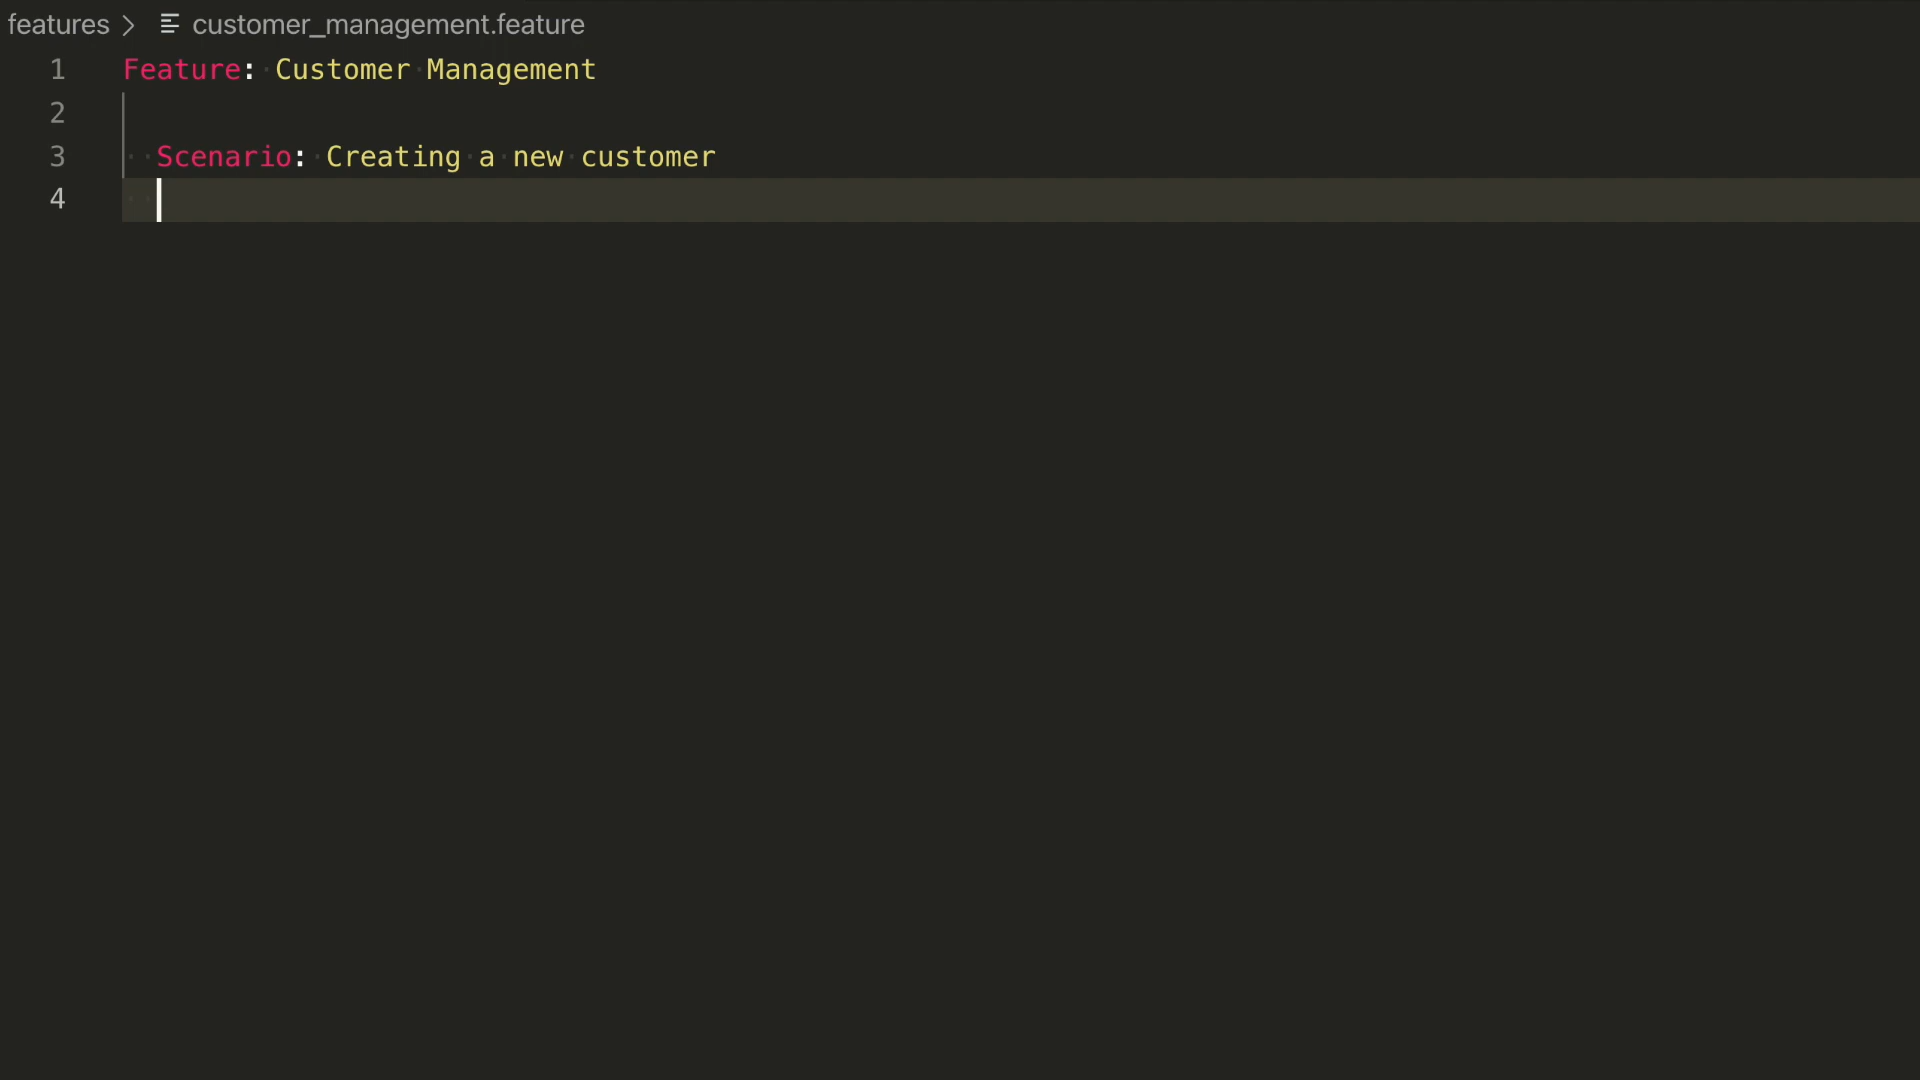 features > customer_management.feature
1 Feature: Customer Management
2
3 Scenario: Creating a new customer
4